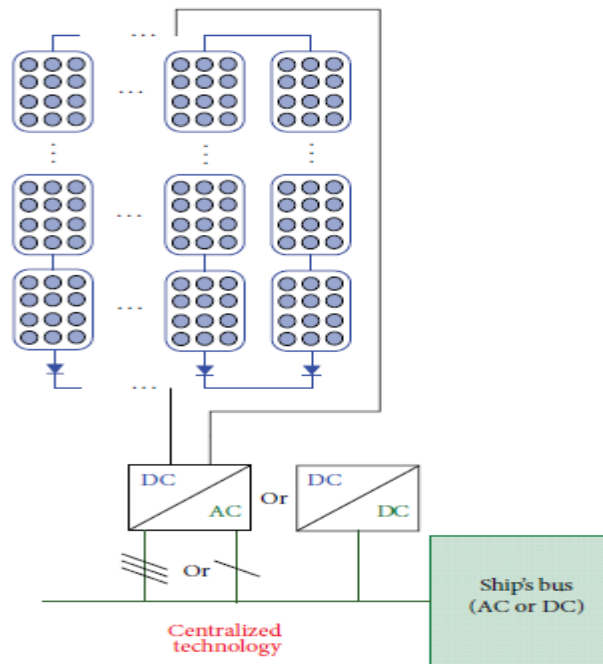 DC
AC
Or
DC
DC
Or
Ship's bus
(AC or DC)
Centralized
technology